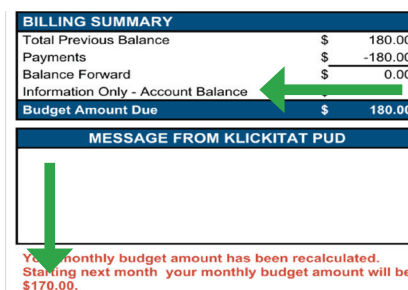 BILLING SUMMARY
Total Previous Balance $ 180.00
Payments $ -180.00
Balance Forward $ 0.00
Information Only - Account Balance
Budget Amount Due $ 180.00
MESSAGE FROM KLICKITAT PUD
monthly budget amount has been recalculated.
Starting next month your monthly budget amount will be
$170.00.